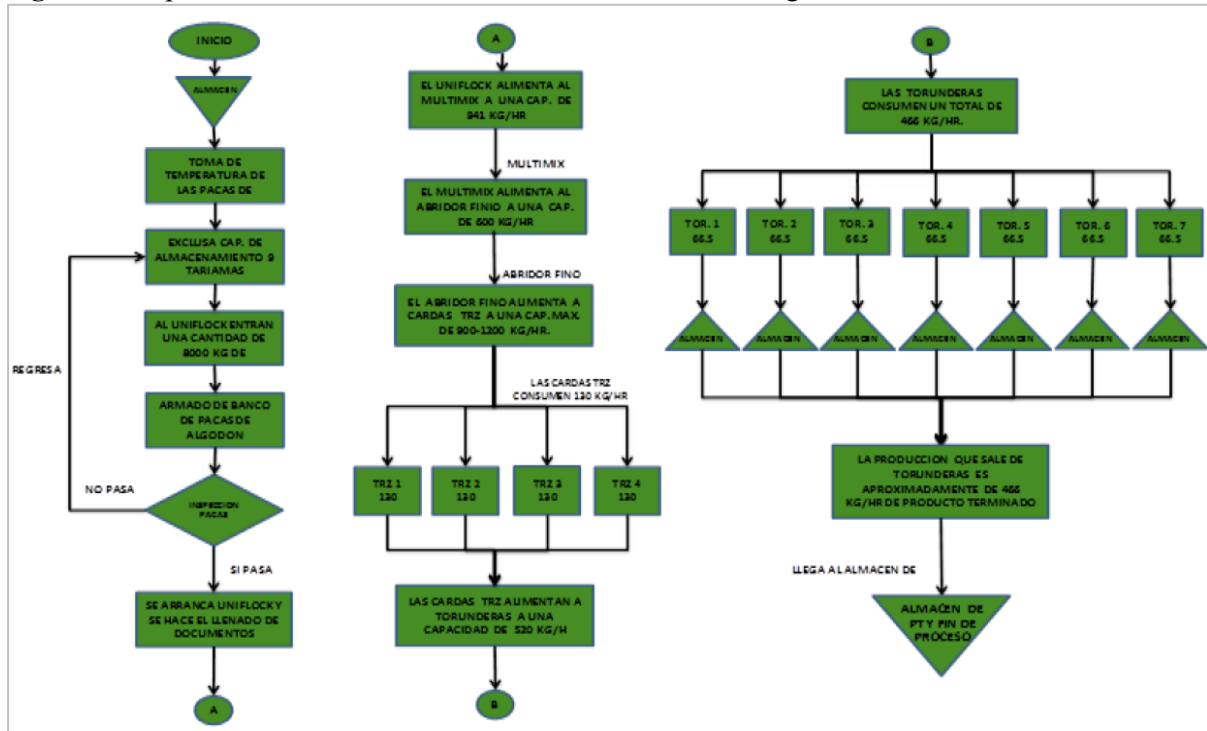 INICIO
ALMACEN
TOMA DE
TEMPERATURA DE
LAS PACAS DE
EXCLUSA CAP. DE
ALMACENAMIENTO 9
TARIAMAS
AL UNIFLOCK ENTRAN
UNA CANTIDAD DE
8000 KG DE
REGRESA
ARMADO DE BANCO
DE PACAS DE
ALGODON
NO PASA
INSPECCION
PACAS
SI PASA
SE ARRANCA UNIFLOCK Y
SE HACE EL LLENADO DE
DOCUMENTOS
A
A
EL UNIFLOCK ALIMENTA AL
MULTIMIX A UNA CAP. DE
941 KG/HR
MULTIMIX
EL MULTIMIX ALIMENTA AL
ABRIDOR FINIO A UNA CAP.
DE 600 KG/HR
ABRIDOR FINO
EL ABRIDOR FINO AUMENTA A
CARDAS TRZ A UNA CAP. MAX.
DE 900-1200 KG/HR.
LAS CARDAS TRZ
CONSUMEN 130 KG/HR
TRZ 1
130
TRZ 2
130
TRZ 3
130
TRZ 4
130
LAS CARDAS TRZ AUMENTAN A
TORUNDERAS A UNA
CAPACIDAD DE 520 KG/H
B
B
LAS TORUNDERAS
CONSUMEN UN TOTAL DE
466 KG/HR.
TOR. 1
66.5
TOR. 2
66.5
TOR. 3
66.5
TOR. 4
66.5
TOR. 5
66.5
TOR. 6
66.5
TOR. 7
66.5
ALMACEN
ALMACEN
ALMACEN
ALMACEN
ALMACEN
ALMACEN
ALMACEN
LA PRODUCCION QUE SALE DE
TORUNDERAS ES
APROXIMADAMENTE DE 466
KG/HR DE PRODUCTO TERMINADO
LLEGA AL ALMACEN DE
ALMACEN DE
PT Y FIN DE
PROCESO